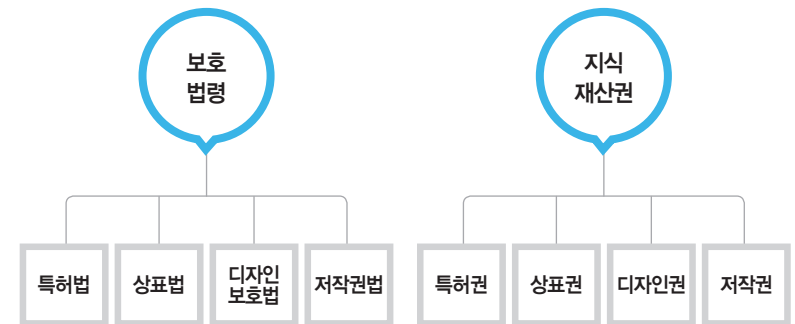 보호
법령
특허법
상표법
디자인
보호법
저작권법
지식
재산권
특허권
상표권
디자인권
저작권